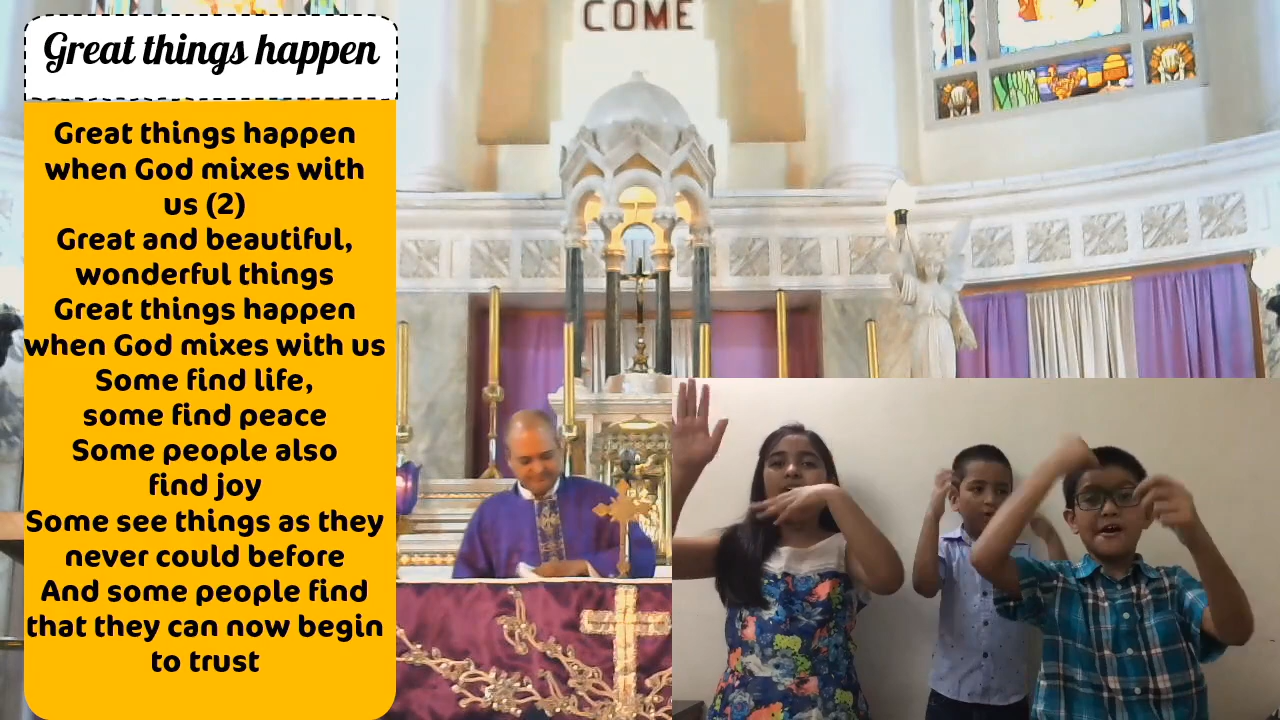 COME
Great things happen
Great things happen
when God mixes with
us (2)
Great and beautiful,
wonderful things
Great things happen
when God mixes with us
Some find life,
some find peace
Some people also
find joy
Some see things as they
never could before
And some people find
that they can now begin
to trust